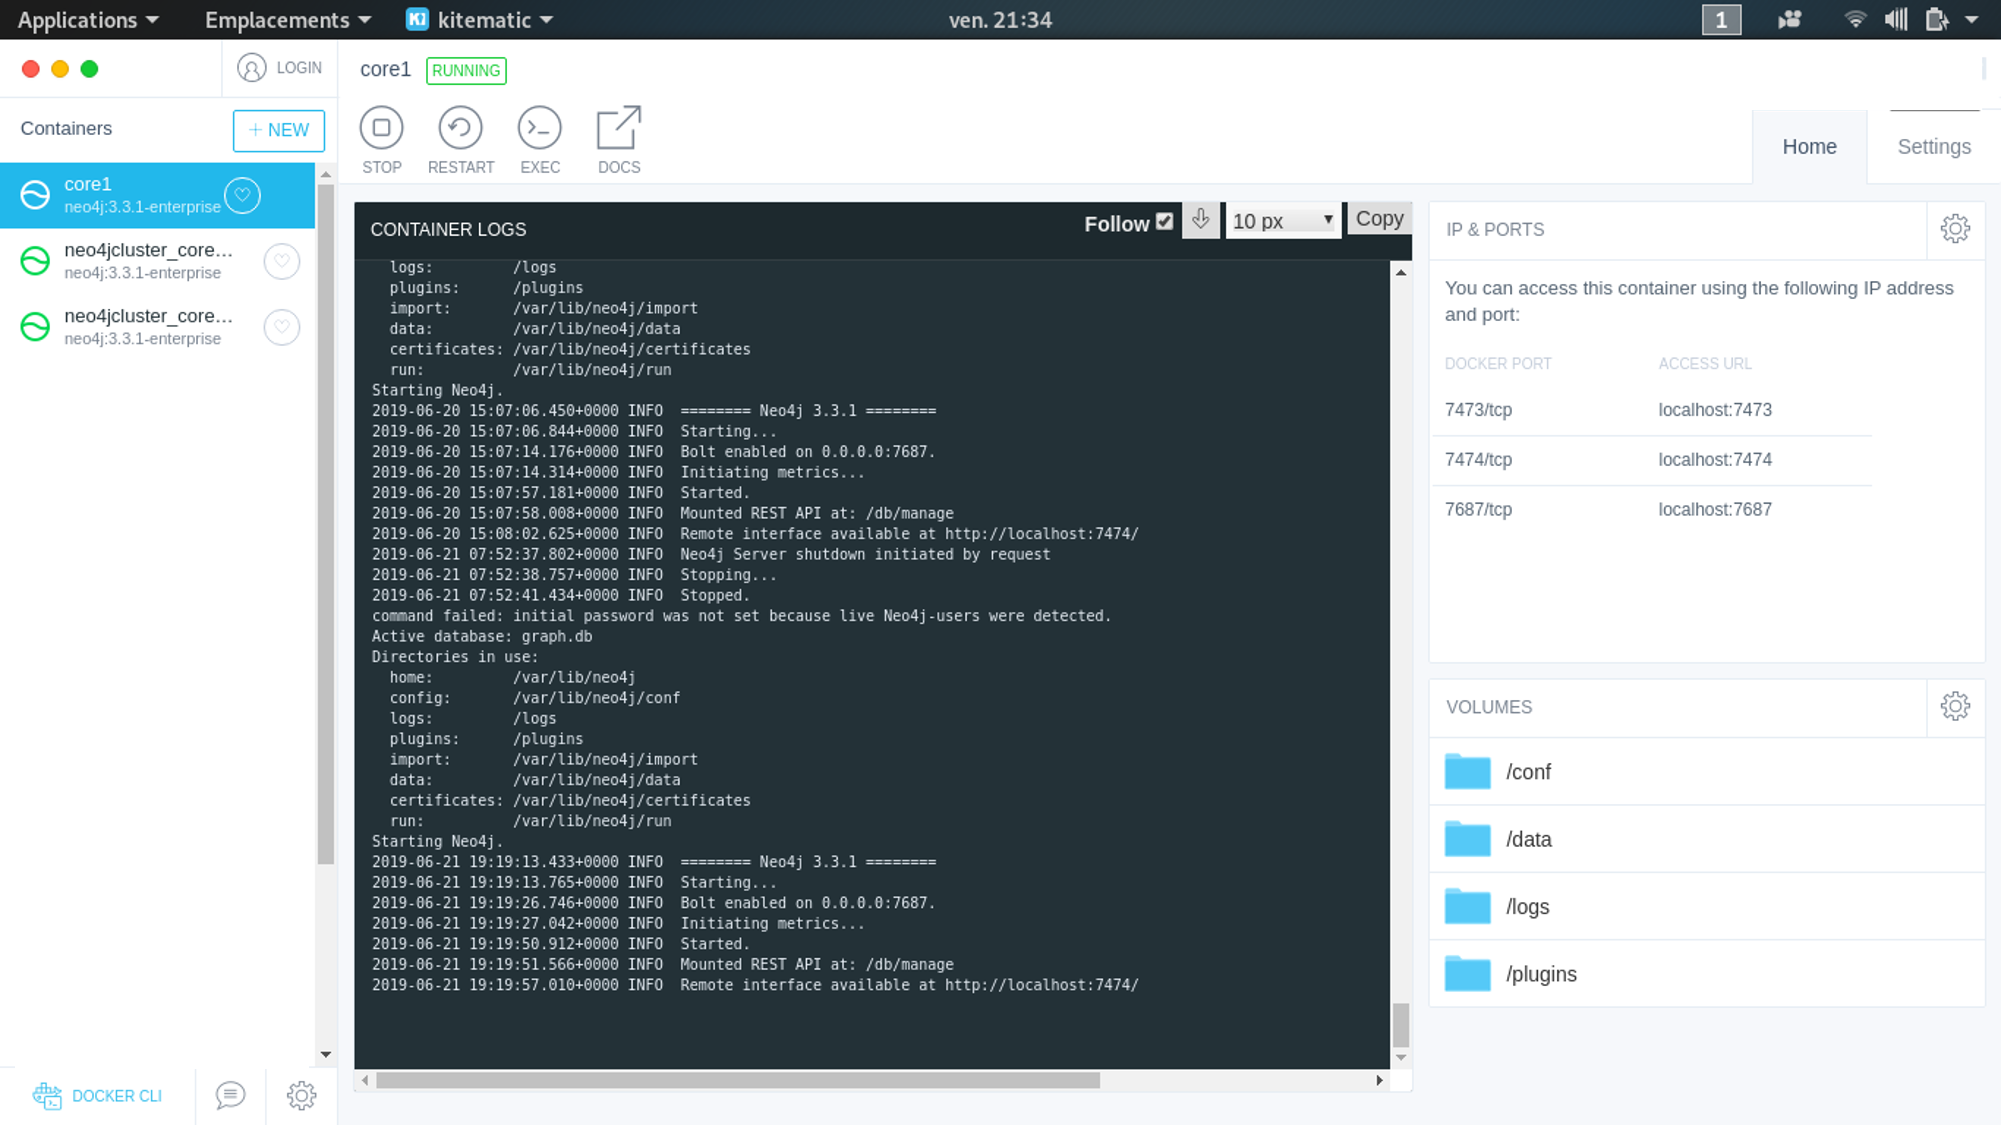 Applications Emplacements kitematic ven. 21:34 1
LOGIN
core1 RUNNING
Containers
+ NEW
STOP RESTART EXEC DOCS
Home Settings
core1
neo4j:3.3.1-enterprise
neo4jcluster_core...
neo4j:3.3.1-enterprise
neo4jcluster_core...
neo4j:3.3.1-enterprise
CONTAINER LOGS Follow 10 px Copy
logs: /logs
plugins: /plugins
import: /var/lib/neo4j/import
data: /var/lib/neo4j/data
certificates: /var/lib/neo4j/certificates
run: /var/lib/neo4j/run
Starting Neo4j.
2019-06-20 15:07:06.450+0000 INFO ======== Neo4j 3.3.1 ========
2019-06-20 15:07:06.844+0000 INFO Starting...
2019-06-20 15:07:14.176+0000 INFO Bolt enabled on 0.0.0.0:7687.
2019-06-20 15:07:14.314+0000 INFO Initiating metrics...
2019-06-20 15:07:57.181+0000 INFO Started.
2019-06-20 15:07:58.008+0000 INFO Mounted REST API at: /db/manage
2019-06-20 15:08:02.625+0000 INFO Remote interface available at http://localhost:7474/
2019-06-21 07:52:37.802+0000 INFO Neo4j Server shutdown initiated by request
2019-06-21 07:52:38.757+0000 INFO Stopping...
2019-06-21 07:52:41.434+0000 INFO Stopped.
command failed: initial password was not set because live Neo4j-users were detected.
Active database: graph.db
Directories in use:
home: /var/lib/neo4j
config: /var/lib/neo4j/conf
logs: /logs
plugins: /plugins
import: /var/lib/neo4j/import
data: /var/lib/neo4j/data
certificates: /var/lib/neo4j/certificates
run: /var/lib/neo4j/run
Starting Neo4j.
2019-06-21 19:19:13.433+0000 INFO ======== Neo4j 3.3.1 ========
2019-06-21 19:19:13.765+0000 INFO Starting...
2019-06-21 19:19:26.746+0000 INFO Bolt enabled on 0.0.0.0:7687.
2019-06-21 19:19:27.042+0000 INFO Initiating metrics...
2019-06-21 19:19:50.912+0000 INFO Started.
2019-06-21 19:19:51.566+0000 INFO Mounted REST API at: /db/manage
2019-06-21 19:19:57.010+0000 INFO Remote interface available at http://localhost:7474/
IP & PORTS
You can access this container using the following IP address
and port:
DOCKER PORT ACCESS URL
7473/tcp localhost:7473
7474/tcp localhost:7474
7687/tcp localhost:7687
VOLUMES
/conf
/data
/logs
/plugins
DOCKER CLI